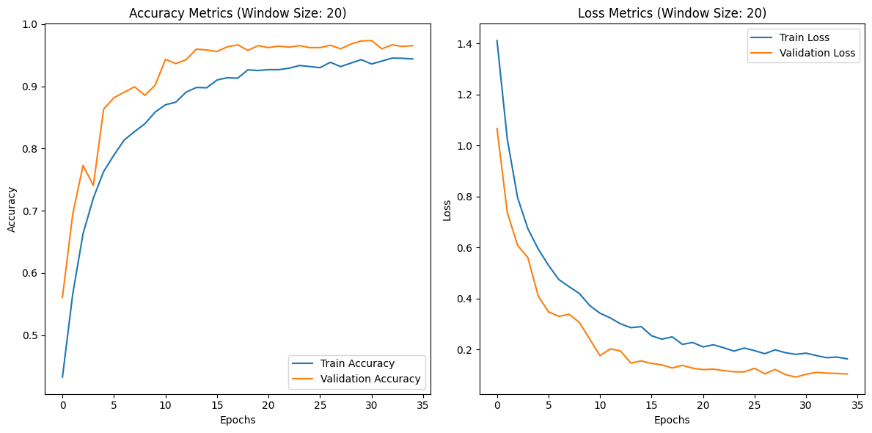 Accuracy Metrics (Window Size: 20)
1.0
0.9
0.8
0.7
0.6
0.5
Accuracy
0
5
10
15
20
25
30
35
Epochs
Train Accuracy
Validation Accuracy
Loss Metrics (Window Size: 20)
1.4
1.2
1.0
0.8
0.6
0.4
0.2
Loss
0
5
10
15
20
25
30
35
Epochs
Train Loss
Validation Loss